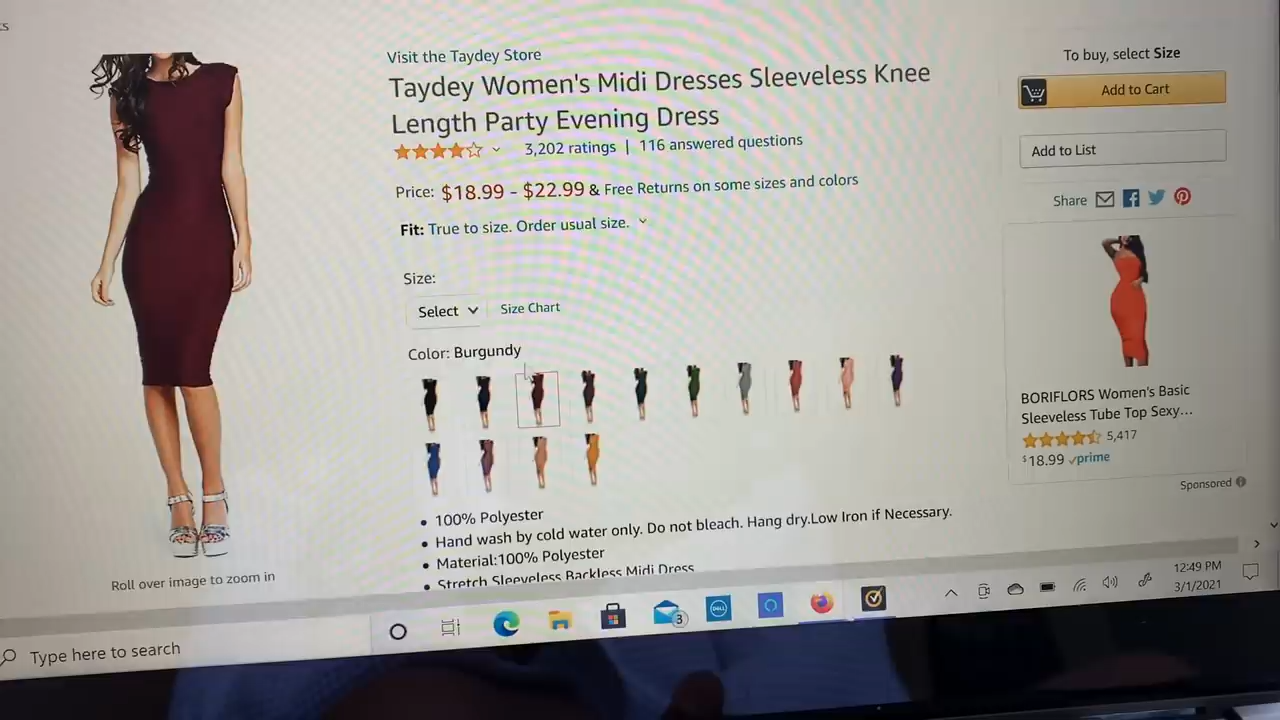 Visit the Taydey Store
Taydey Women's Midi Dresses Sleeveless Knee
Length Party Evening Dress
3,202 ratings | 116 answered questions
Price: $18.99 - $22.99 & Free Returns on some sizes and colors
Fit: True to size. Order usual size.
Size:
Select
Size Chart
Color: Burgundy
• 100% Polyester
• Hand wash by cold water only. Do not bleach. Hang dry.Low Iron if Necessary.
• Material:100% Polyester
• Stretch Sleeveless Backless Midi Dress
Roll over image to zoom in
To buy, select Size
Add to Cart
Add to List
Share
BORIFLORS Women's Basic
Sleeveless Tube Top Sexy...
5,417
$18.99 prime
Sponsored
Type here to search
3
DELL
12:49 PM
3/1/2021